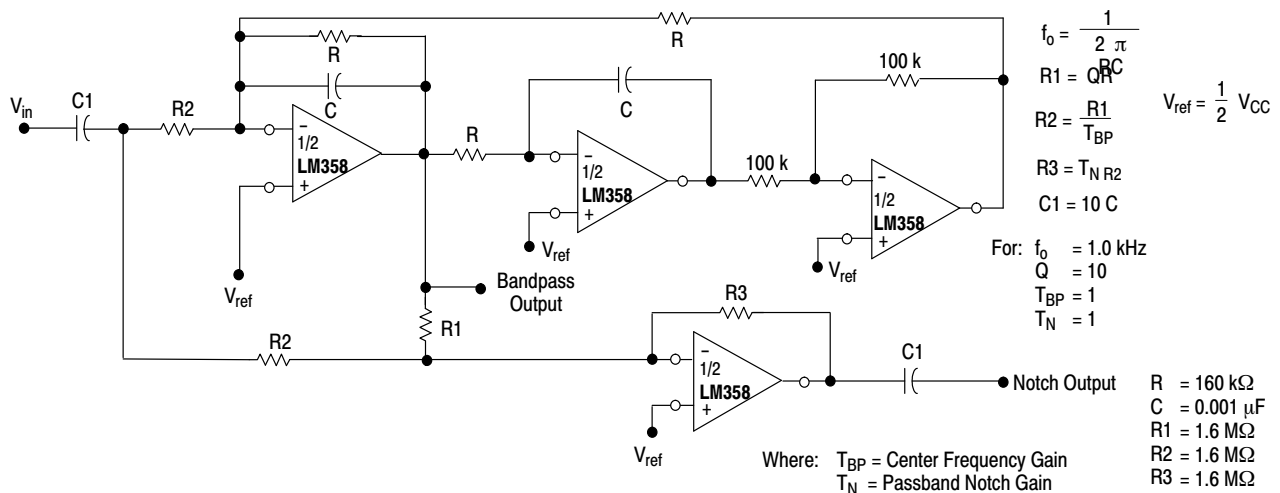 R
R
C
100 k
C
V_in
C1
R2
−
1/2
LM358
+
V_ref
R
−
1/2
LM358
+
V_ref
100 k
−
1/2
LM358
+
V_ref
Bandpass
Output
R1
R2
R3
−
1/2
LM358
+
V_ref
C1
Notch Output
f_o = 1
2 π RC
R1 = QR
R2 = R1
T_BP
R3 = T_N R2
C1 = 10 C
V_ref = 1/2 V_CC
For: f_o = 1.0 kHz
Q = 10
T_BP = 1
T_N = 1
R = 160 kΩ
C = 0.001 μF
R1 = 1.6 MΩ
R2 = 1.6 MΩ
R3 = 1.6 MΩ
Where: T_BP = Center Frequency Gain
T_N = Passband Notch Gain